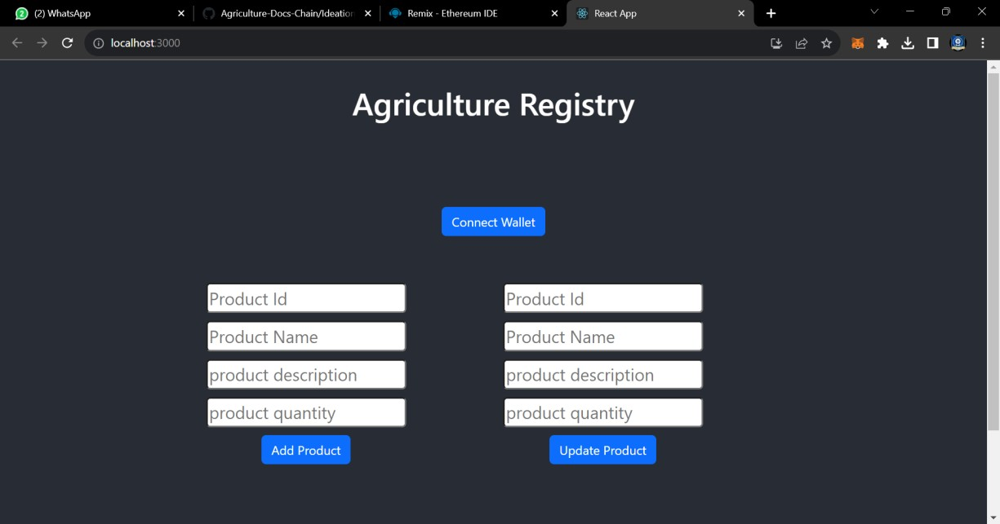 (2) WhatsApp
Agriculture-Docs-Chain/Ideation
Remix - Ethereum IDE
React App
localhost:3000
Agriculture Registry
Connect Wallet
Product Id
Product Name
product description
product quantity
Add Product
Product Id
Product Name
product description
product quantity
Update Product